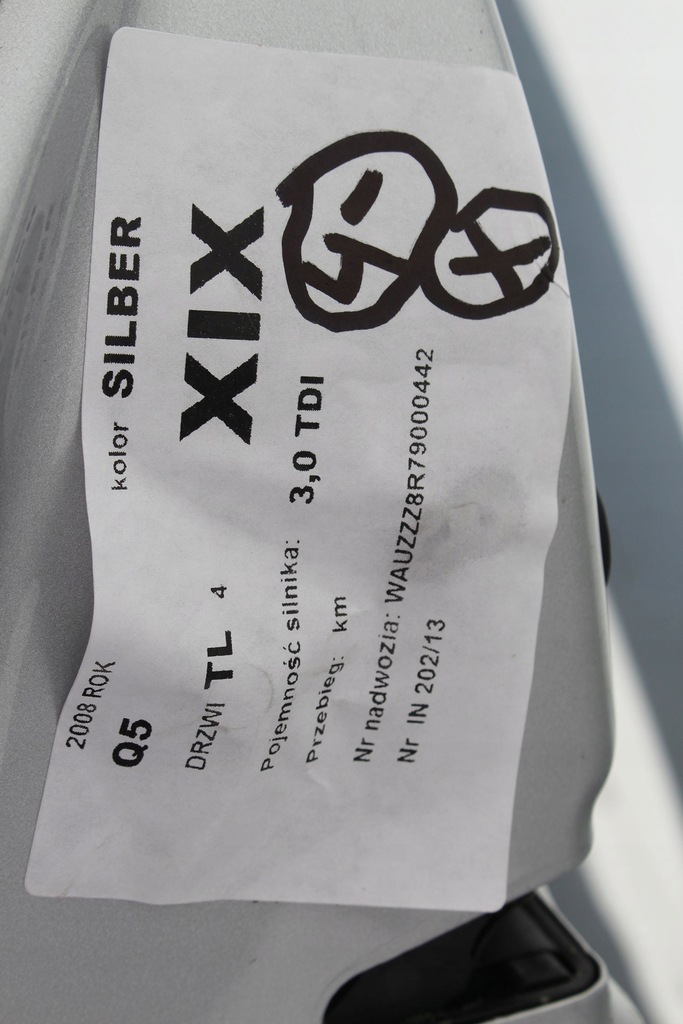 2008 ROK
Q5 kolor SILBER
DRZWI TL 4 XIX
Pojemność silnika: 3,0 TDI
Przebieg: km
Nr nadwozia: WAUZZZ8R79000442
Nr IN 202/13